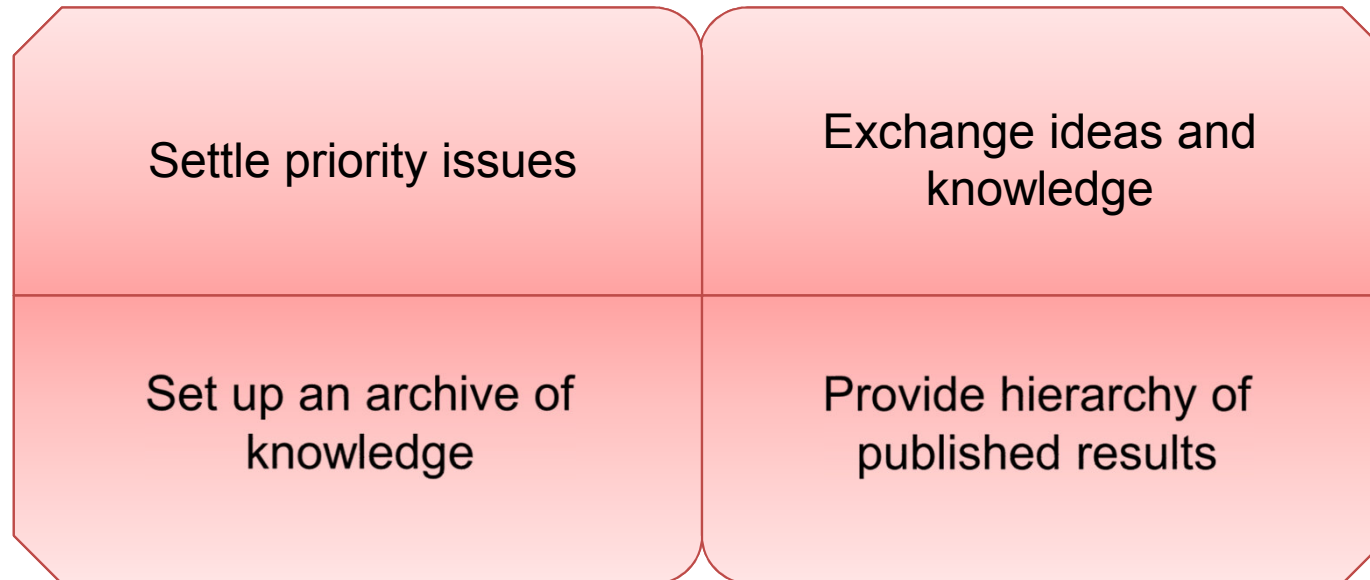 Settle priority issues
Exchange ideas and
knowledge
Set up an archive of
knowledge
Provide hierarchy of
published results